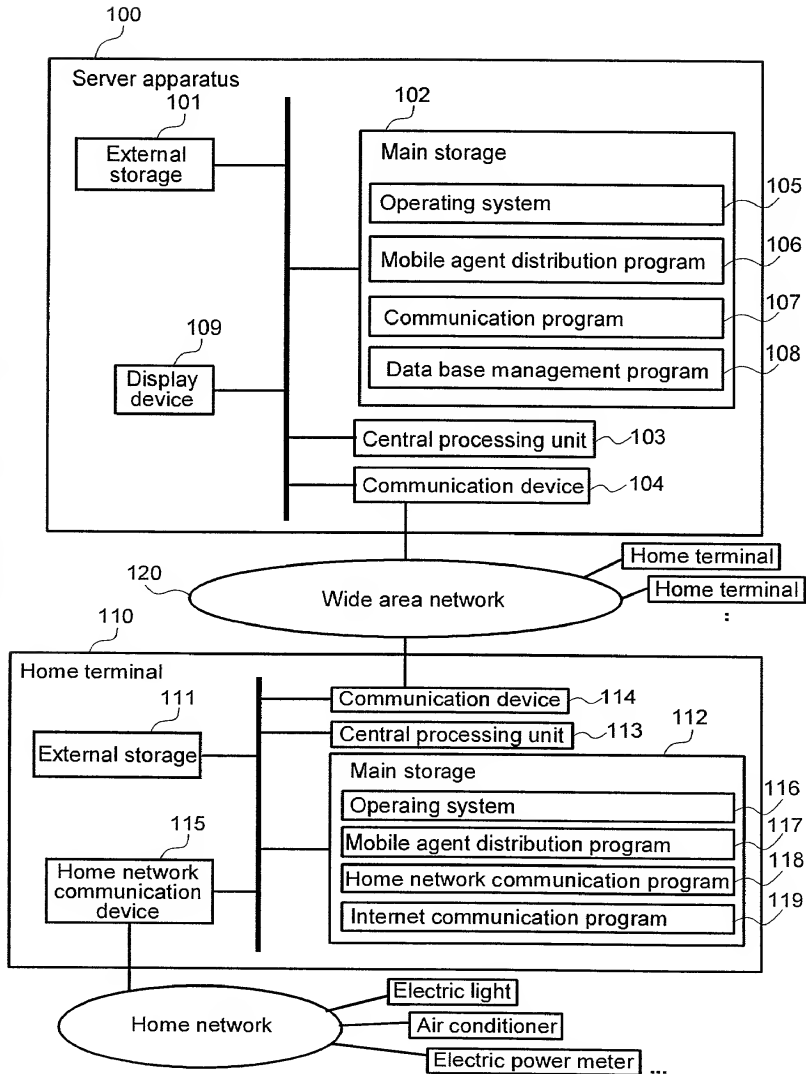 100
Server apparatus
101
External
storage
102
Main storage
Operating system
105
Mobile agent distribution program
106
Communication program
107
Data base management program
108
109
Display
device
Central processing unit
103
Communication device
104
120
Wide area network
Home terminal
Home terminal
:
110
Home terminal
111
External storage
Communication device
114
Central processing unit
113
112
Main storage
Operaing system
116
Mobile agent distribution program
117
Home network communication program
118
Internet communication program
119
115
Home network
communication
device
Home network
Electric light
Air conditioner
Electric power meter
...